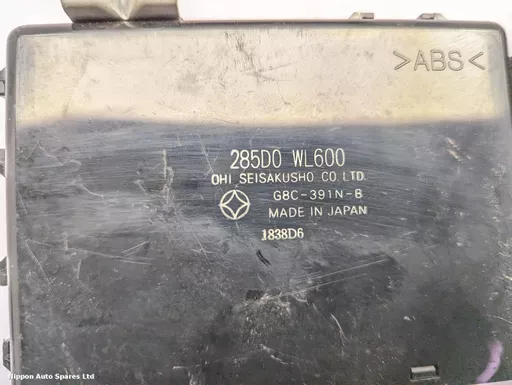 >ABS<
285D0 WL600
OHI SEISAKUSHO CO.LTD.
G8C-391N-B
MADE IN JAPAN
1838D6
Nippon Auto Spares Ltd